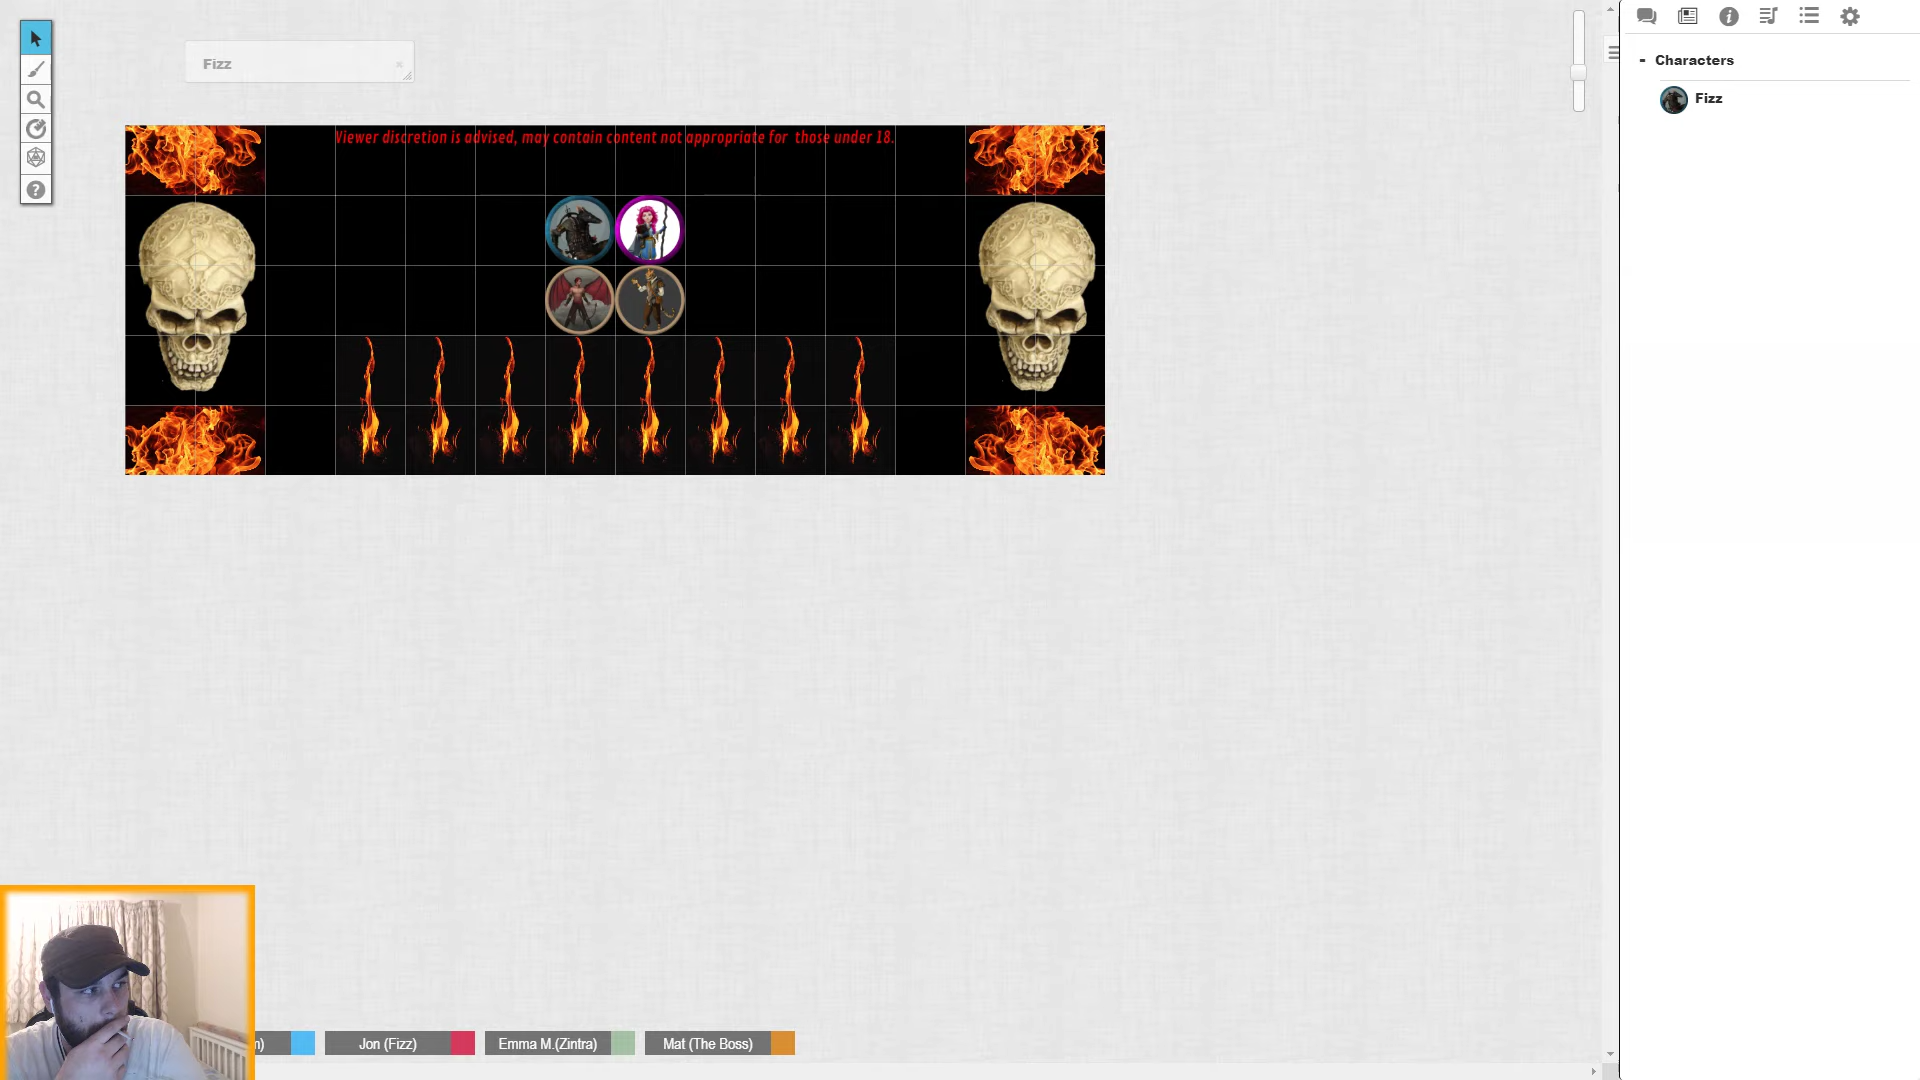 Fizz
Viewer discretion is advised, may contain content not appropriate for those under 18.
Characters
Fizz
Jon (Fizz)
Emma M.(Zintra)
Mat (The Boss)